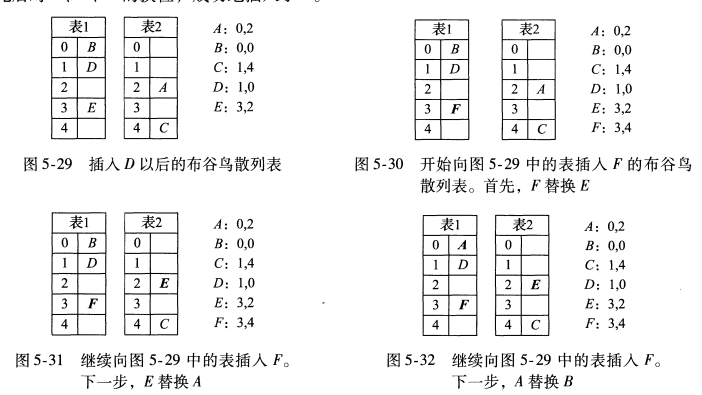 表1 表2 A：0,2
0 B 0 B：0,0
1 D 1 C：1,4
2 2 A D：1,0
3 E 3 E：3,2
4 4 C
图 5-29 插入 D 以后的布谷鸟散列表
表1 表2 A：0,2
0 B 0 B：0,0
1 D 1 C：1,4
2 2 A D：1,0
3 F 3 E：3,2
4 4 C F：3,4
图 5-30 开始向图 5-29 中的表插入 F 的布谷鸟
散列表。首先，F 替换 E
表1 表2 A：0,2
0 B 0 B：0,0
1 D 1 C：1,4
2 2 E D：1,0
3 F 3 E：3,2
4 4 C F：3,4
图 5-31 继续向图 5-29 中的表插入 F。
下一步，E 替换 A
表1 表2 A：0,2
0 A 0 B：0,0
1 D 1 C：1,4
2 2 E D：1,0
3 F 3 E：3,2
4 4 C F：3,4
图 5-32 继续向图 5-29 中的表插入 F。
下一步，A 替换 B